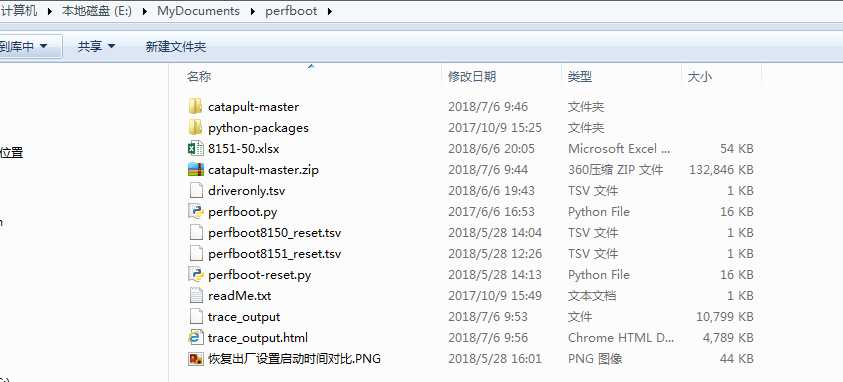 计算机 ▸ 本地磁盘 (E:) ▸ MyDocuments ▸ perfboot ▸
到库中 ▼ 共享 ▼ 新建文件夹
名称 修改日期 类型 大小
catapult-master 2018/7/6 9:46 文件夹
python-packages 2017/10/9 15:25 文件夹
位置
8151-50.xlsx 2018/6/6 20:05 Microsoft Excel ... 54 KB
catapult-master.zip 2018/7/6 9:44 360压缩 ZIP 文件 132,846 KB
driveronly.tsv 2018/6/6 19:43 TSV 文件 1 KB
perfboot.py 2017/6/6 16:53 Python File 16 KB
perfboot8150_reset.tsv 2018/5/28 14:04 TSV 文件 1 KB
perfboot8151_reset.tsv 2018/5/28 12:26 TSV 文件 1 KB
perfboot-reset.py 2018/5/28 14:13 Python File 16 KB
readMe.txt 2017/10/9 15:49 文本文档 1 KB
trace_output 2018/7/6 9:53 文件 10,799 KB
trace_output.html 2018/7/6 9:56 Chrome HTML D... 4,789 KB
恢复出厂设置启动时间对比.PNG 2018/5/28 16:01 PNG 图像 44 KB